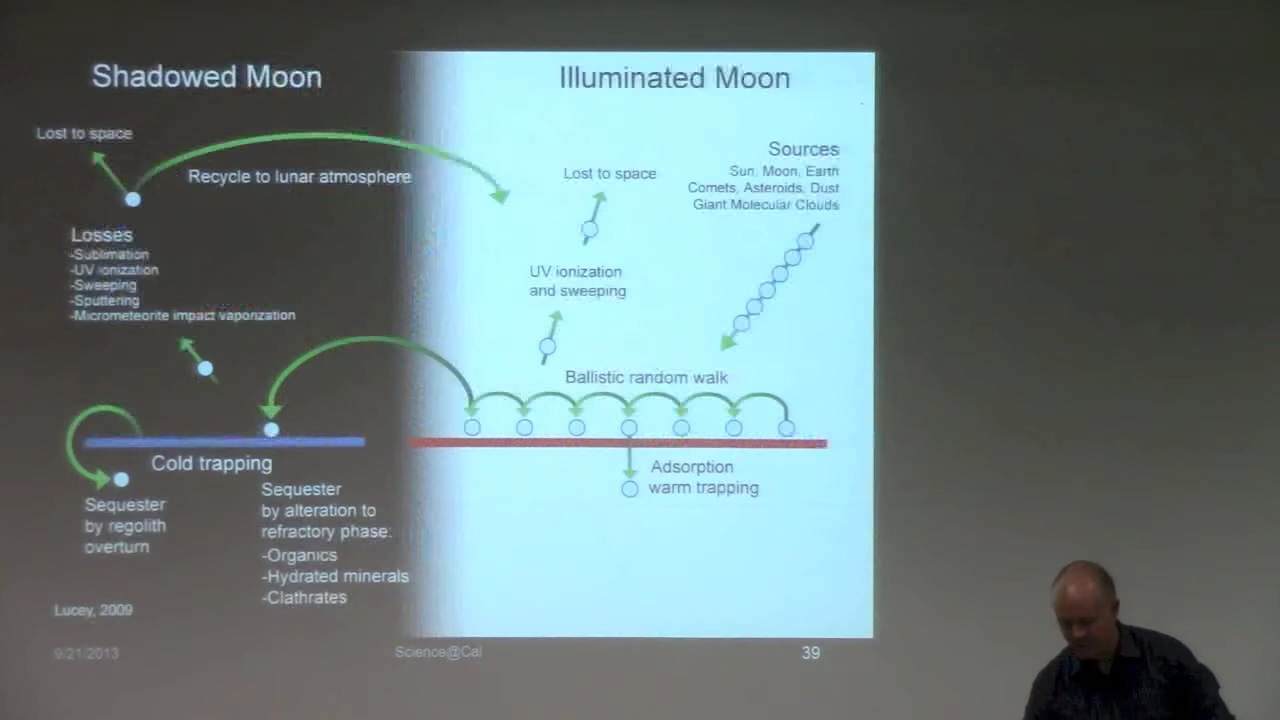 Shadowed Moon
Lost to space
Recycle to lunar atmosphere
Losses
-Sublimation
-UV ionization
-Sweeping
-Sputtering
-Micrometeorite impact vaporization
Cold trapping
Sequester
by regolith
overturn
Sequester
by alteration to
refractory phase:
-Organics
-Hydrated minerals
-Clathrates
Lucey, 2009
Illuminated Moon
Sources
Sun, Moon, Earth
Comets, Asteroids, Dust
Giant Molecular Clouds
Lost to space
UV ionization
and sweeping
Ballistic random walk
Adsorption
warm trapping
9/21/2013
Science@Cal
39